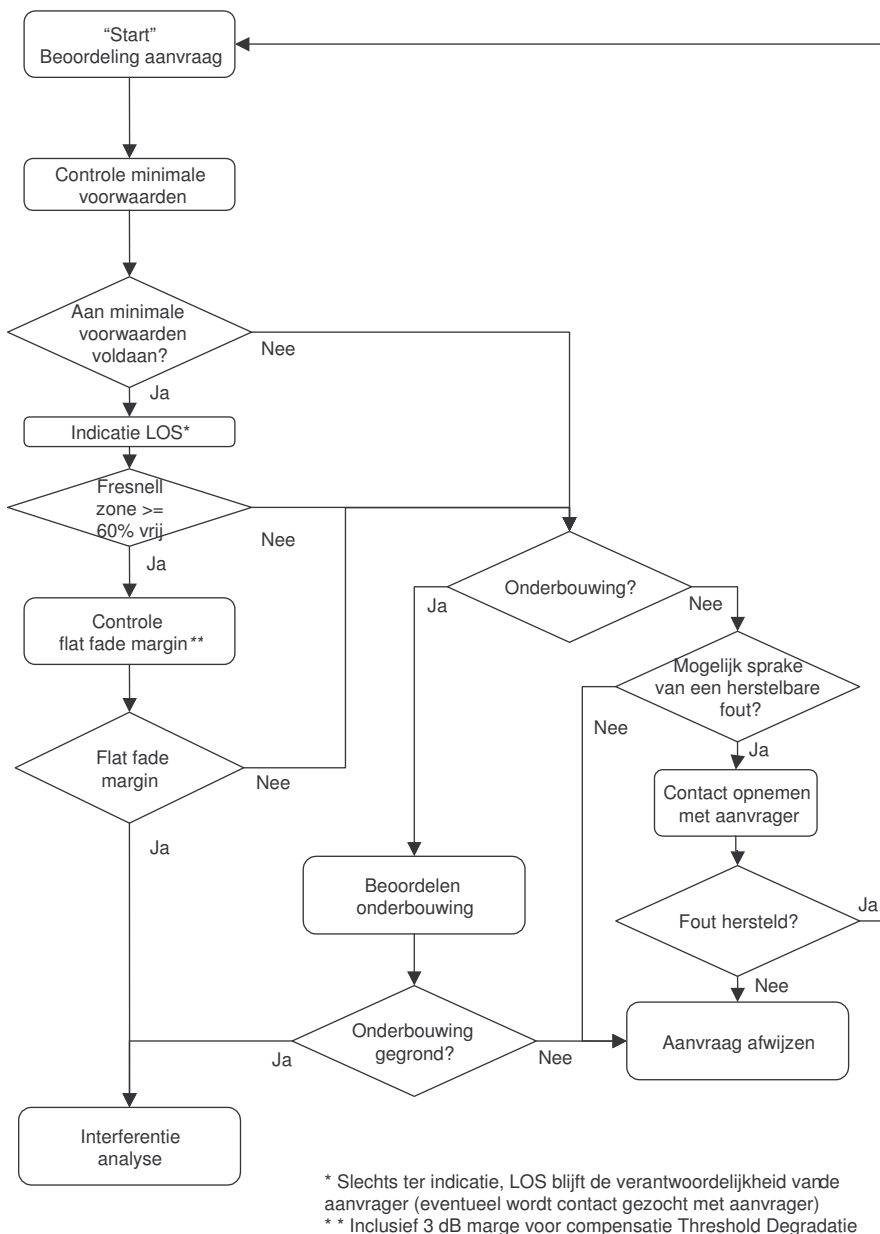 “Start”
Beoordeling aanvraag
Controle minimale
voorwaarden
Aan minimale
voorwaarden
voldaan?
Nee
Ja
Indicatie LOS*
Fresnell
zone >=
60% vrij
Nee
Ja
Controle
flat fade margin**
Flat fade
margin
Nee
Ja
Onderbouwing?
Ja
Nee
Mogelijk sprake
van een herstelbare
fout?
Nee
Ja
Contact opnemen
met aanvrager
Fout hersteld?
Ja
Nee
Beoordelen
onderbouwing
Onderbouwing
gegrond?
Ja
Nee
Aanvraag afwijzen
Interferentie
analyse
* Slechts ter indicatie, LOS blijft de verantwoordelijkheid van de
aanvrager (eventueel wordt contact gezocht met aanvrager)
* * Inclusief 3 dB marge voor compensatie Threshold Degradatie